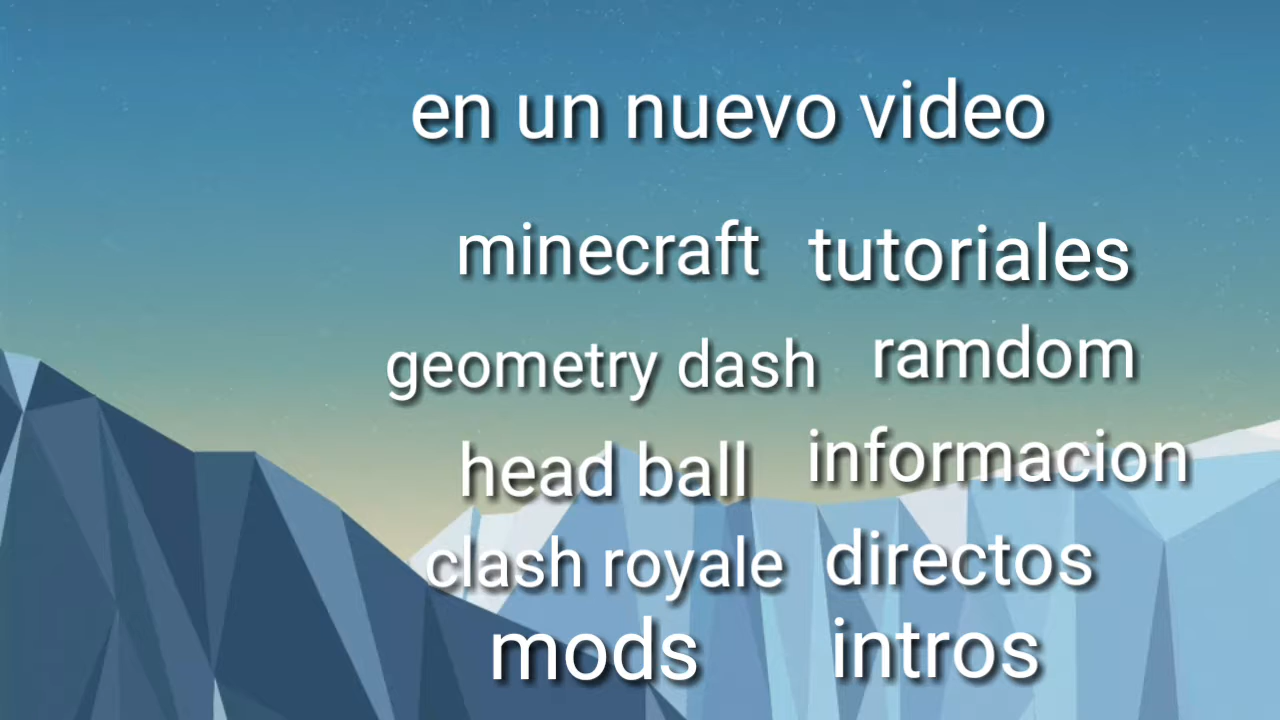 en un nuevo video
minecraft tutoriales
geometry dash ramdom
head ball informacion
clash royale directos
mods intros